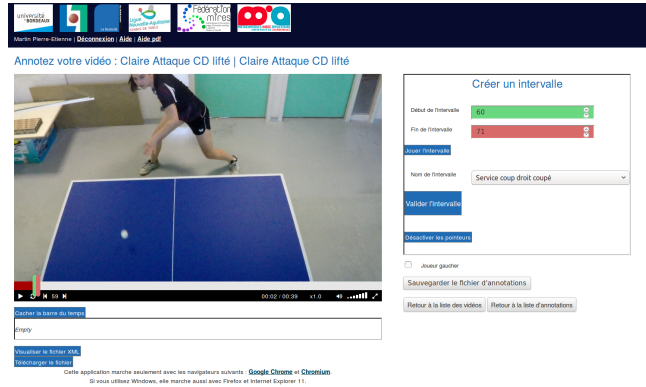 université
de BORDEAUX
Ligue
Nouvelle-Aquitaine
Fédération
mires
Martin Pierre-Etienne | Déconnexion | Aide | Aide pdf
Annotez votre vidéo : Claire Attaque CD lifté | Claire Attaque CD lifté
Créer un intervalle
Début de l'intervalle 60
Fin de l'intervalle 71
Jouer l'intervalle
Nom de l'intervalle Service coup droit coupé
Valider l'intervalle
Désactiver les pointeurs
Joueur gaucher
Sauvegarder le fichier d'annotations
Retour à la liste des vidéos Retour à la liste d'annotations
59 00:02 / 00:39 x1.0
Cacher la barre du temps
Empty
Visualiser le fichier XML
Télécharger le fichier
Cette application marche seulement avec les navigateurs suivants : Google Chrome et Chromium.
Si vous utilisez Windows, elle marche aussi avec Firefox et Internet Explorer 11.